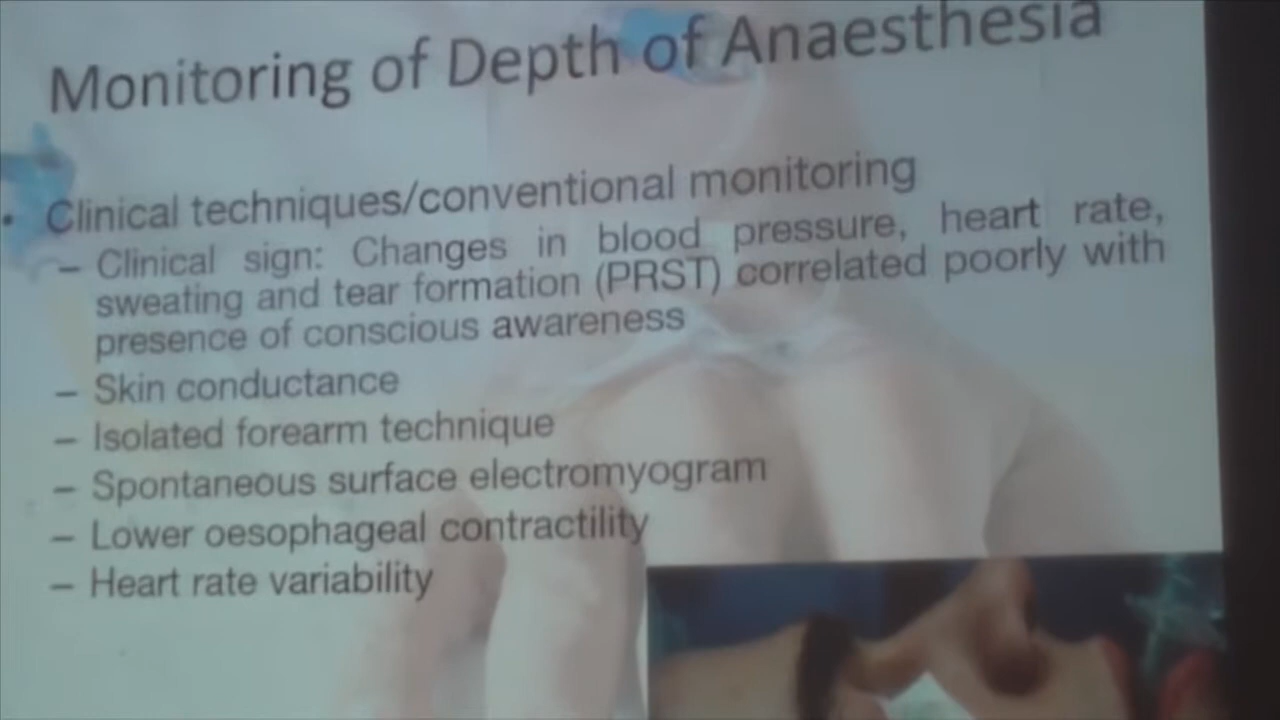 Monitoring of Depth of Anaesthesia
• Clinical techniques/conventional monitoring
– Clinical sign: Changes in blood pressure, heart rate,
sweating and tear formation (PRST) correlated poorly with
presence of conscious awareness
– Skin conductance
– Isolated forearm technique
– Spontaneous surface electromyogram
– Lower oesophageal contractility
– Heart rate variability